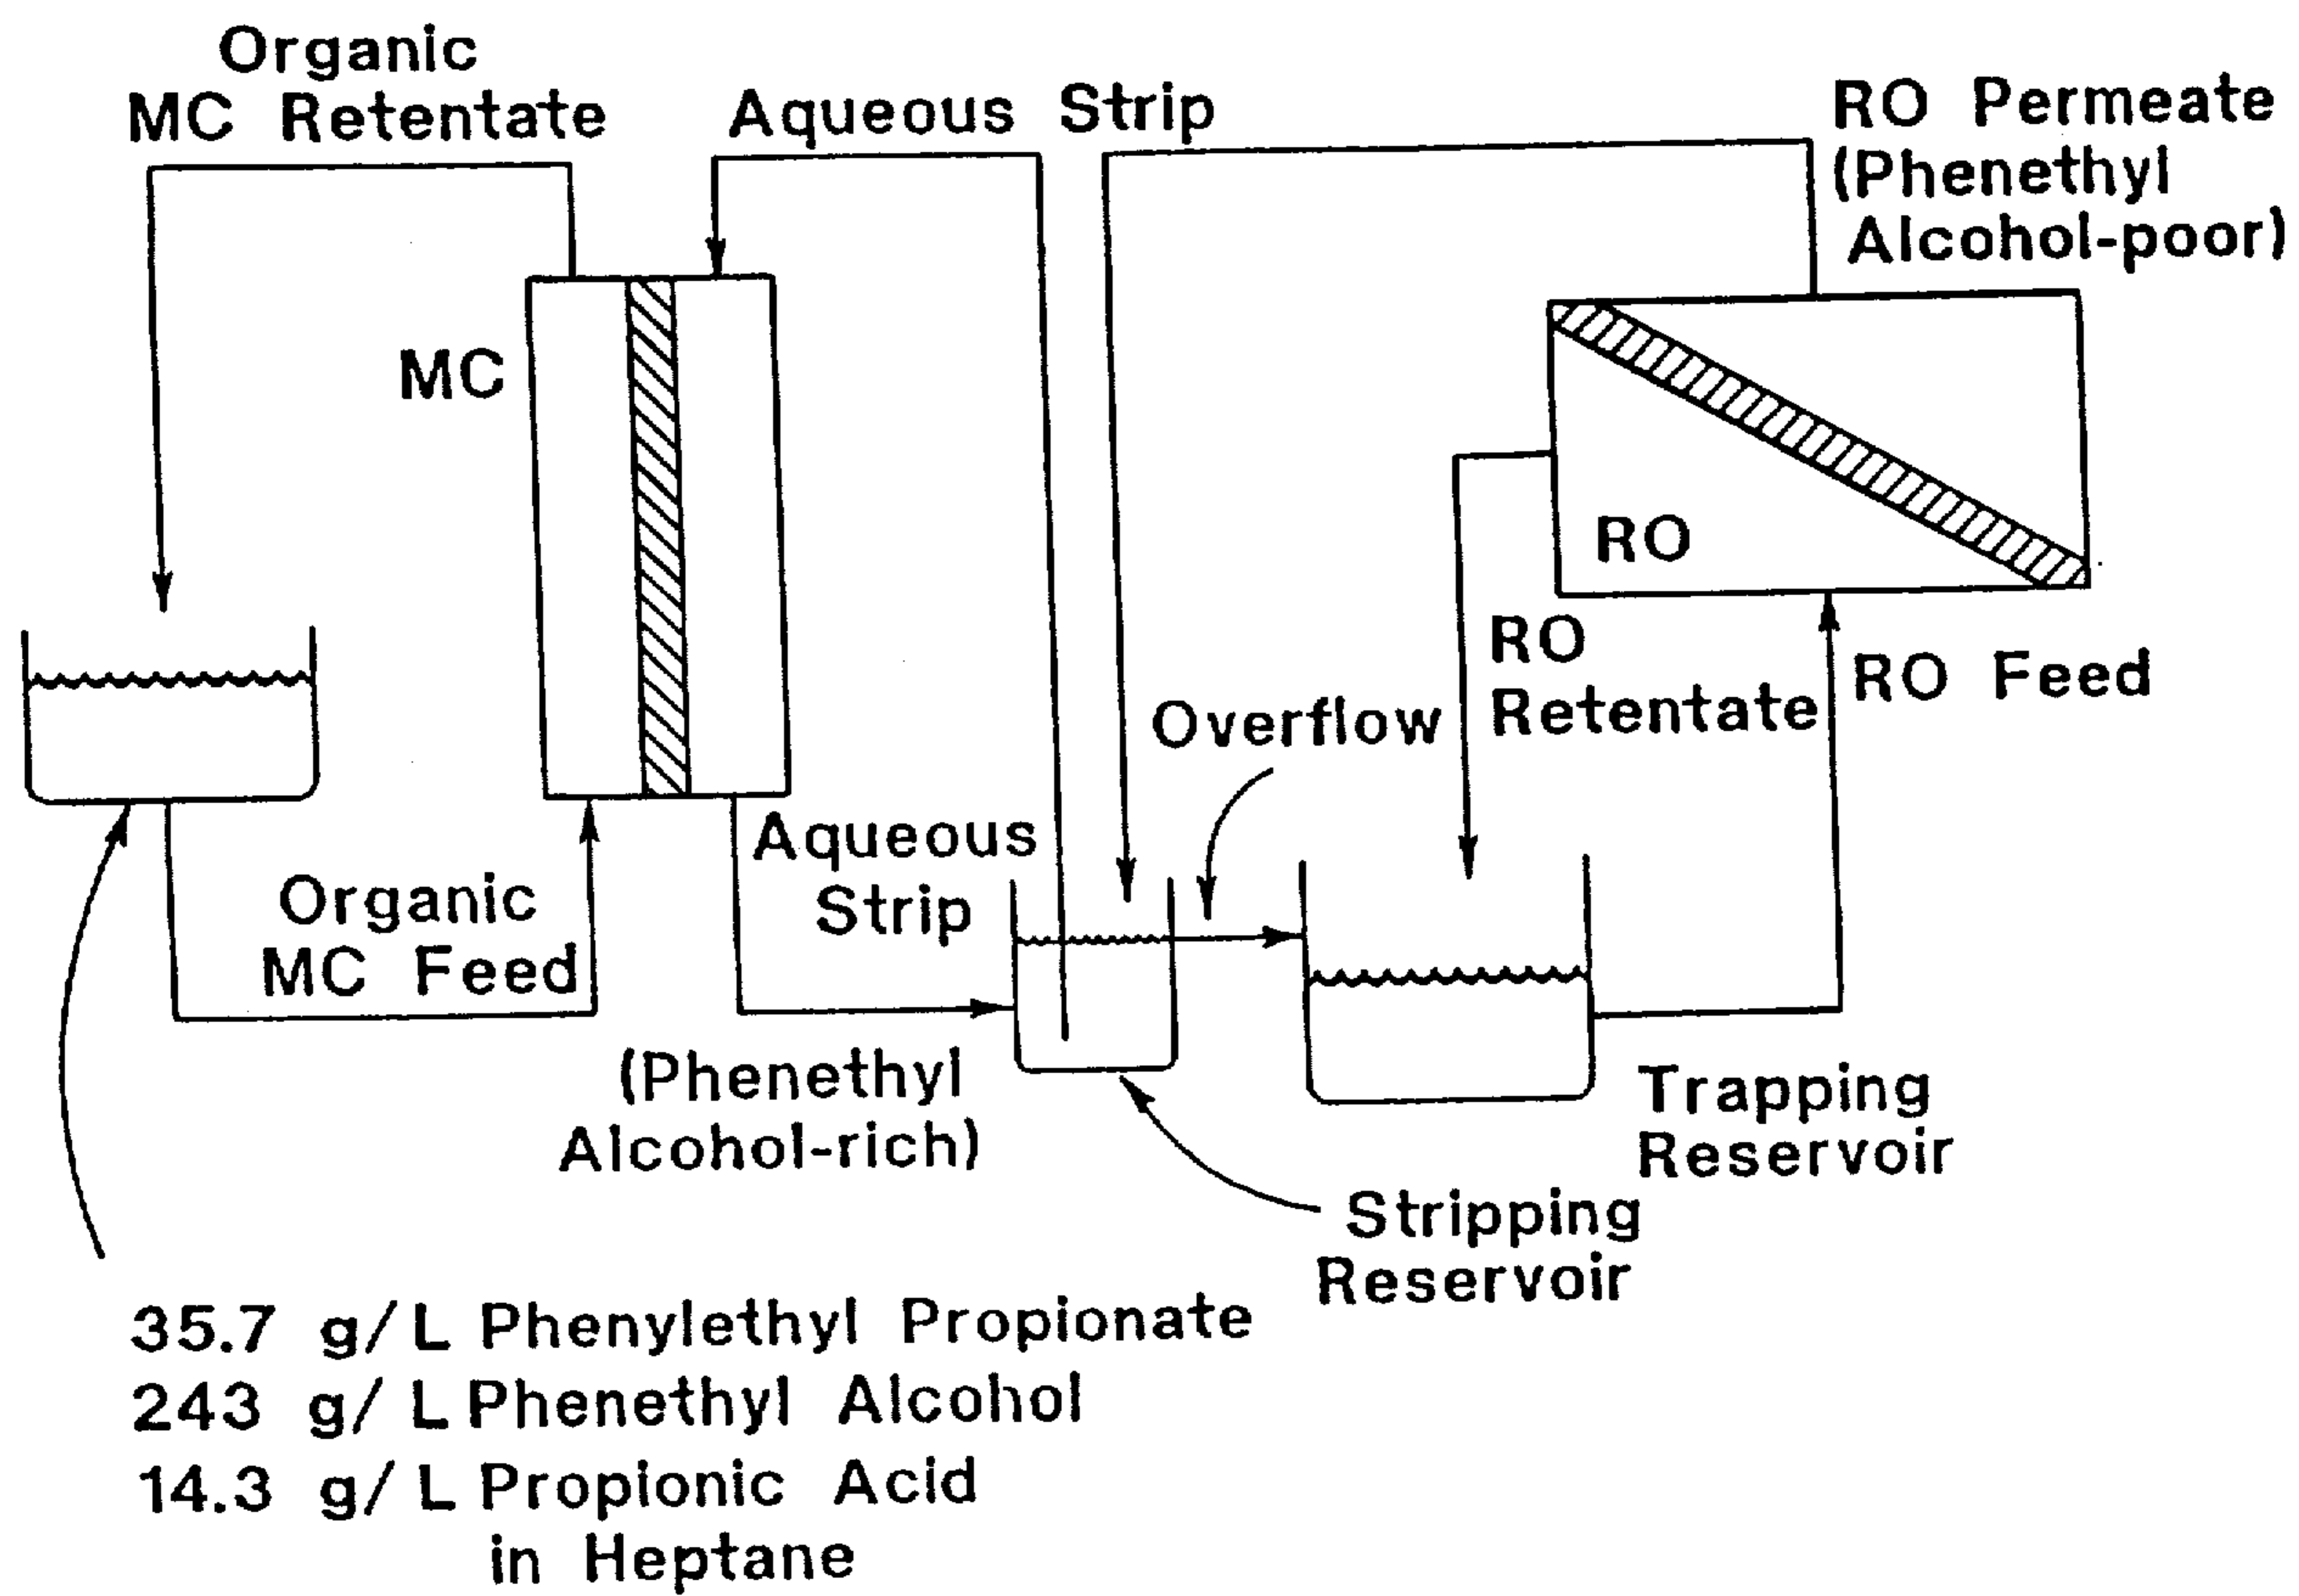 Organic
MC Retentate
Aqueous Strip
RO Permeate
(Phenethyl
Alcohol-poor)
MC
RO
RO
Retentate
RO Feed
Overflow
Aqueous
Strip
Organic
MC Feed
(Phenethyl
Alcohol-rich)
Trapping
Reservoir
Stripping
Reservoir
35.7 g/L Phenylethyl Propionate
243 g/L Phenethyl Alcohol
14.3 g/L Propionic Acid
in Heptane